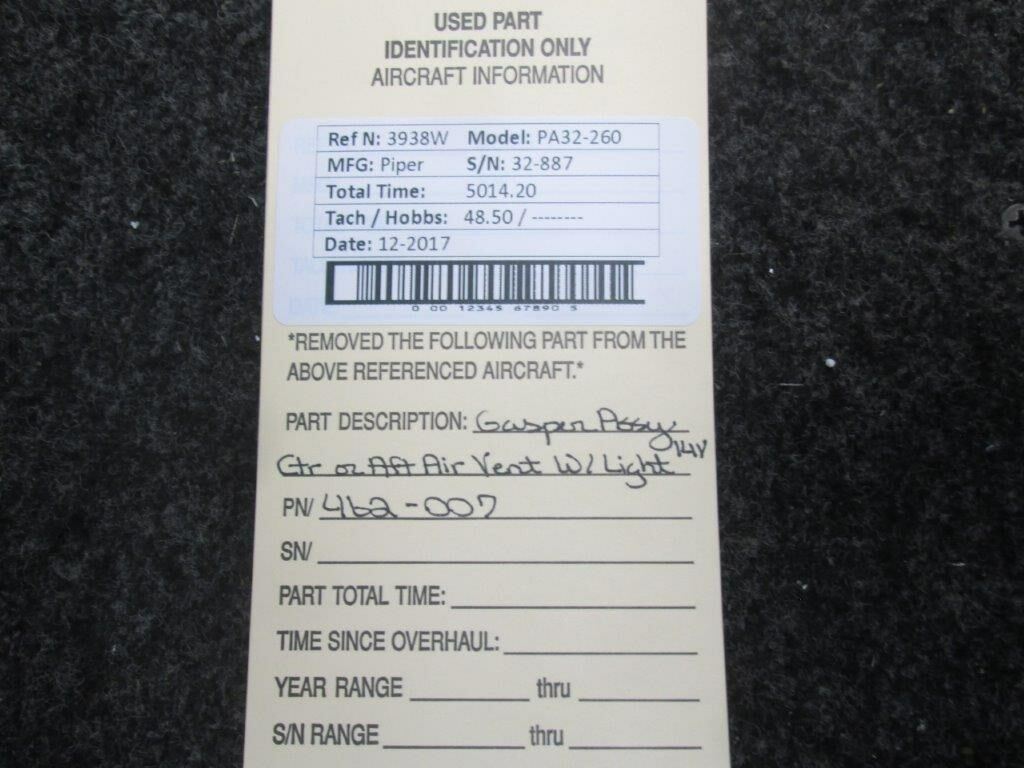 USED PART
IDENTIFICATION ONLY
AIRCRAFT INFORMATION
Ref N: 3938W Model: PA32-260
MFG: Piper S/N: 32-887
Total Time: 5014.20
Tach / Hobbs: 48.50 / --------
Date: 12-2017
0 00 12345 67890 5
*REMOVED THE FOLLOWING PART FROM THE
ABOVE REFERENCED AIRCRAFT.*
PART DESCRIPTION: Gasper Assy
14V
Ctr or Aft Air Vent W/ Light
PN/ 462-007
SN/
PART TOTAL TIME:
TIME SINCE OVERHAUL:
YEAR RANGE thru
S/N RANGE thru